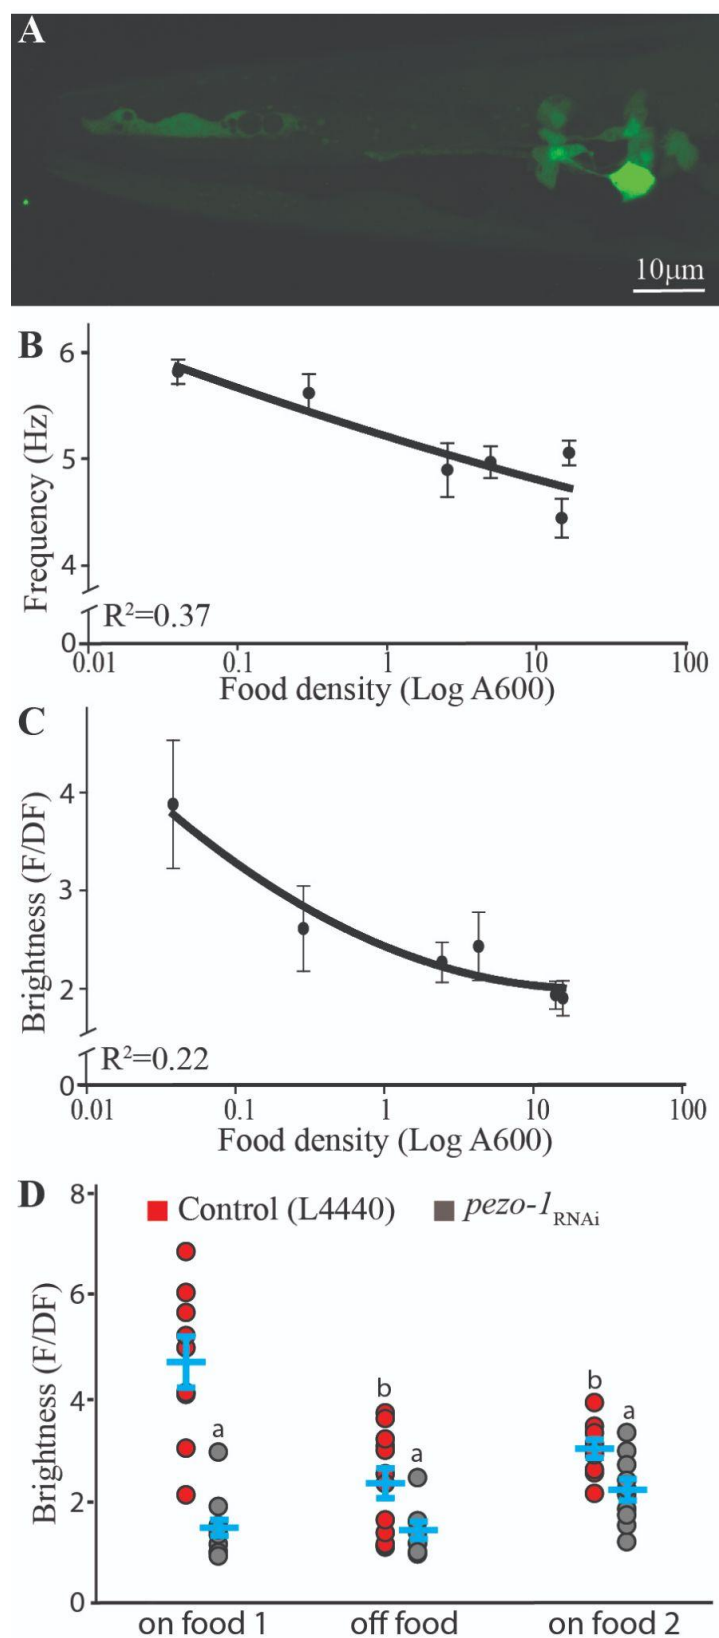 A
10μm
B
6
5
4
0
Frequency (Hz)
R²=0.37
0.01 0.1 1 10 100
Food density (Log A600)
C
4
3
2
0
Brightness (F/DF)
R²=0.22
0.01 0.1 1 10 100
Food density (Log A600)
D
8
6
4
2
0
Brightness (F/DF)
Control (L4440) pezo-1RNAi
a
b
a
b
a
on food 1 off food on food 2